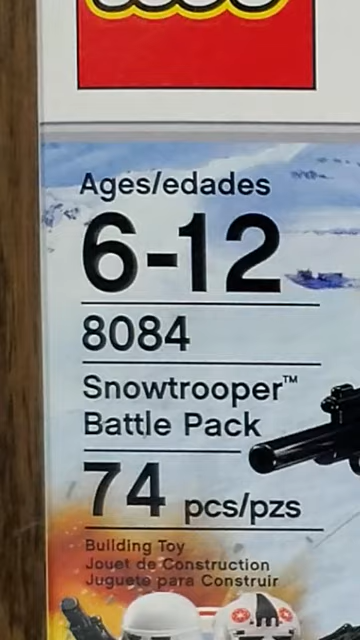 Ages/edades
6-12
8084
Snowtrooper™
Battle Pack
74 pcs/pzs
Building Toy
Jouet de Construction
Juguete para Construir